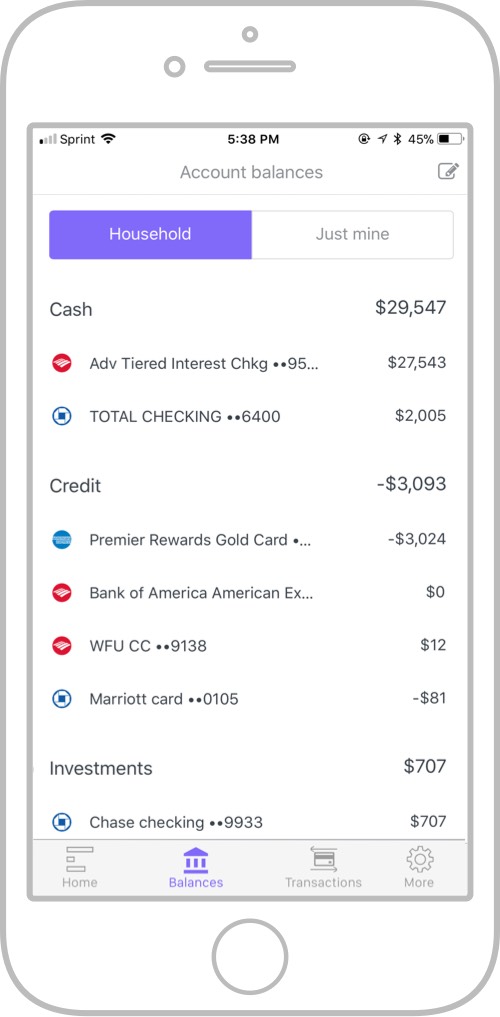 Sprint 5:38 PM 45%
Account balances
Household Just mine
Cash $29,547
Adv Tiered Interest Chkg ••95... $27,543
TOTAL CHECKING ••6400 $2,005
Credit -$3,093
Premier Rewards Gold Card •... -$3,024
Bank of America American Ex... $0
WFU CC ••9138 $12
Marriott card ••0105 -$81
Investments $707
Chase checking ••9933 $707
Home Balances Transactions More